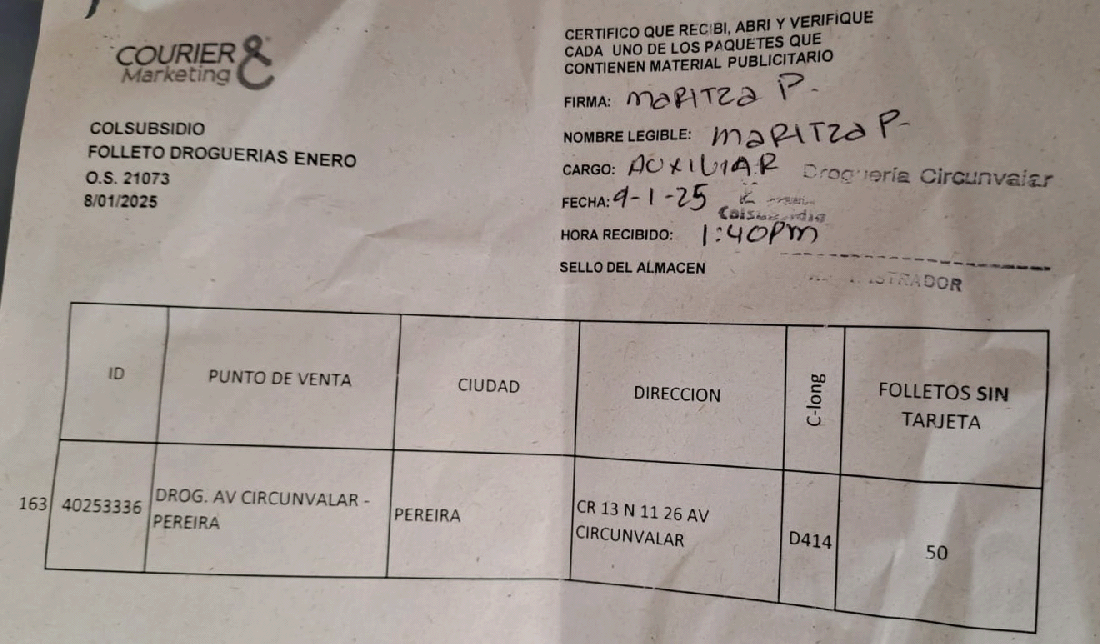 COURIER &
Marketing
COLSUBSIDIO
FOLLETO DROGUERIAS ENERO
O.S. 21073
8/01/2025
CERTIFICO QUE RECIBI, ABRI Y VERIFIQUE
CADA UNO DE LOS PAQUETES QUE
CONTIENEN MATERIAL PUBLICITARIO
FIRMA: MARITZA P.
NOMBRE LEGIBLE: MARITZA P.
CARGO: AUXILIAR Droguería Circunvalar
FECHA: 9-1-25
HORA RECIBIDO: 1:40Pm
SELLO DEL ALMACEN
ID PUNTO DE VENTA CIUDAD DIRECCION C-long FOLLETOS SIN
TARJETA
163 40253336 DROG. AV CIRCUNVALAR -
PEREIRA
PEREIRA
CR 13 N 11 26 AV
CIRCUNVALAR
D414
50